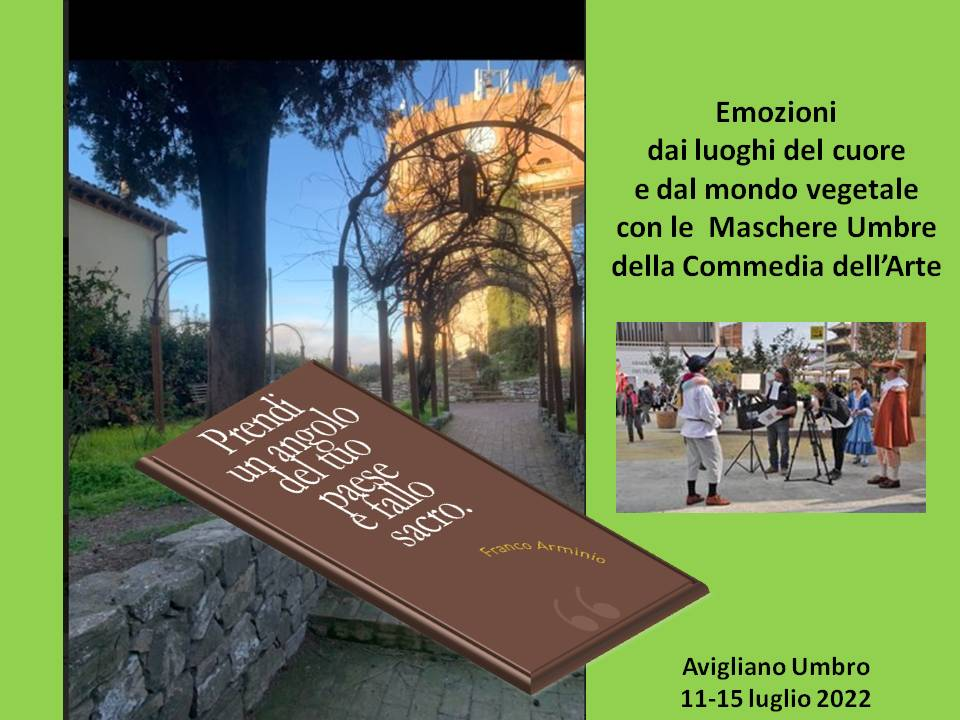 Emozioni
dai luoghi del cuore
e dal mondo vegetale
con le Maschere Umbre
della Commedia dell'Arte
Prendi
un angolo
del tuo
paese
e fallo
sacro.
Franco Arminio
“
Avigliano Umbro
11-15 luglio 2022